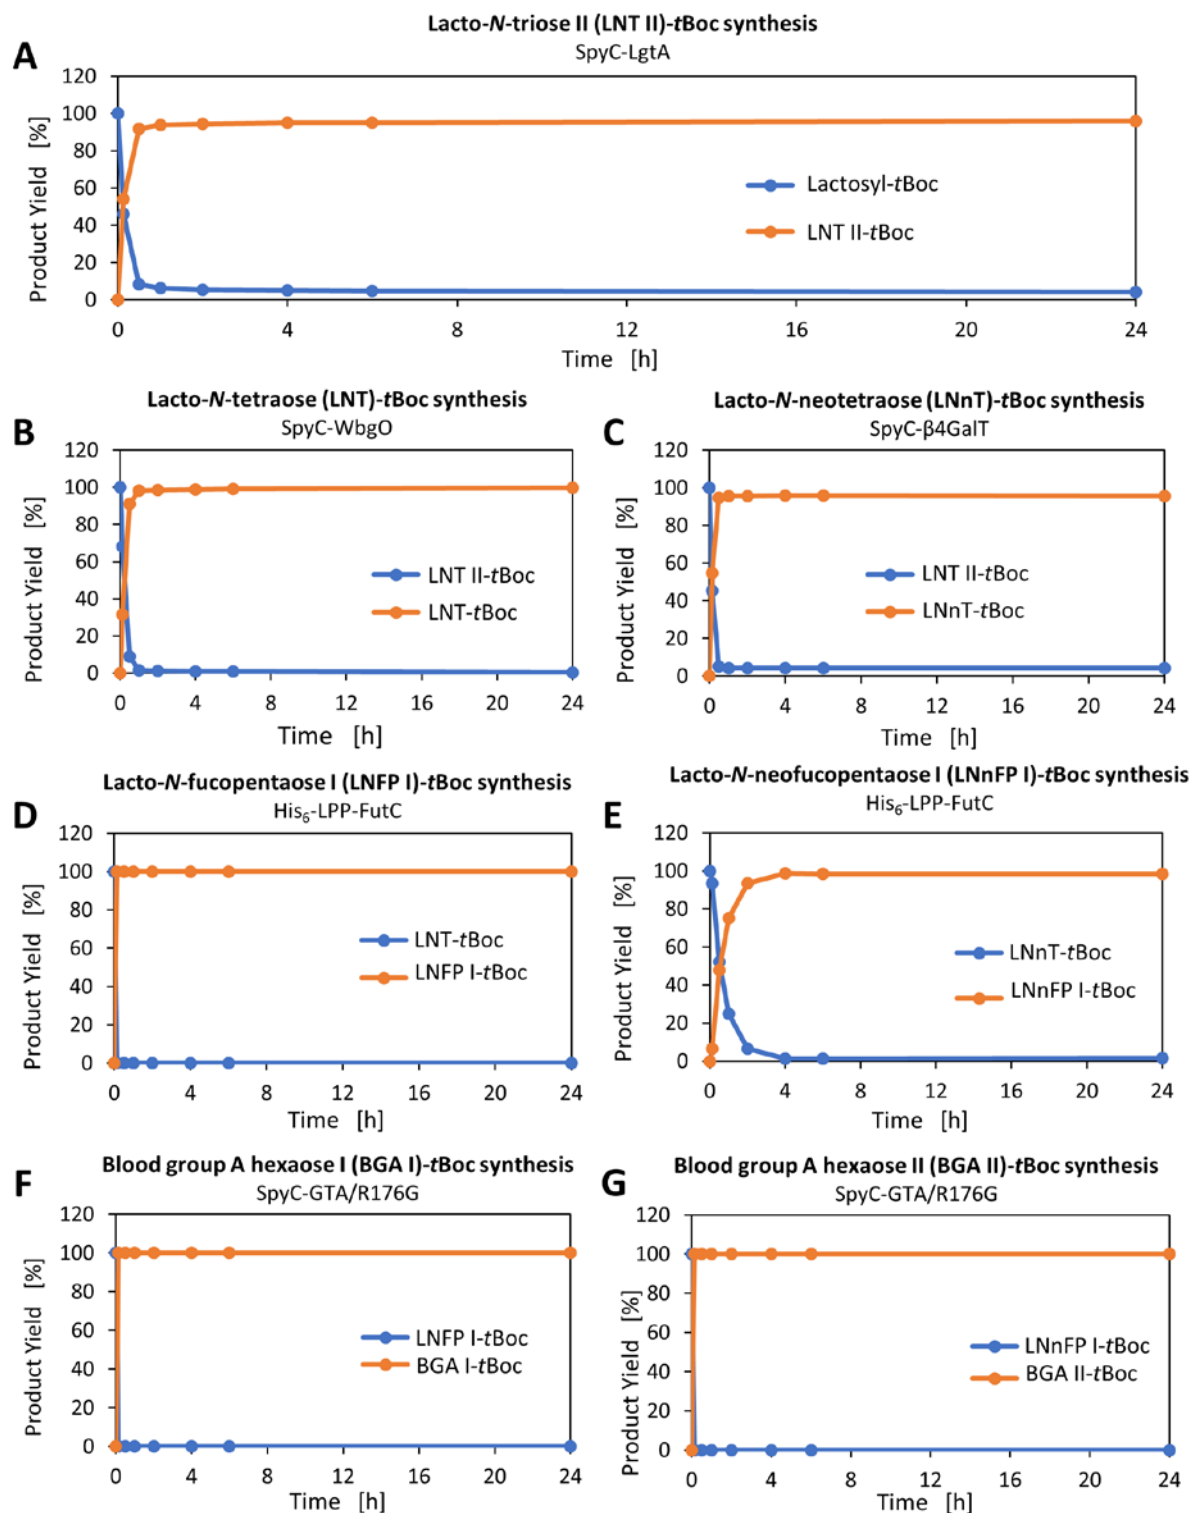 Lacto-N-triose II (LNT II)-tBoc synthesis
SpyC-LgtA
A
120
100
80
60
40
20
0
Product Yield [%]
Lactosyl-tBoc
LNT II-tBoc
0 4 8 12 16 20 24
Time [h]
Lacto-N-tetraose (LNT)-tBoc synthesis
SpyC-WbgO
B
120
100
80
60
40
20
0
Product Yield [%]
LNT II-tBoc
LNT-tBoc
0 4 8 12 16 20 24
Time [h]
Lacto-N-neotetraose (LNnT)-tBoc synthesis
SpyC-β4GalT
C
120
100
80
60
40
20
0
Product Yield [%]
LNT II-tBoc
LNnT-tBoc
0 4 8 12 16 20 24
Time [h]
Lacto-N-fucopentaose I (LNFP I)-tBoc synthesis
His₆-LPP-FutC
D
120
100
80
60
40
20
0
Product Yield [%]
LNT-tBoc
LNFP I-tBoc
0 4 8 12 16 20 24
Time [h]
Lacto-N-neofucopentaose I (LNnFP I)-tBoc synthesis
His₆-LPP-FutC
E
120
100
80
60
40
20
0
Product Yield [%]
LNnT-tBoc
LNnFP I-tBoc
0 4 8 12 16 20 24
Time [h]
Blood group A hexaose I (BGA I)-tBoc synthesis
SpyC-GTA/R176G
F
120
100
80
60
40
20
0
Product Yield [%]
LNFP I-tBoc
BGA I-tBoc
0 4 8 12 16 20 24
Time [h]
Blood group A hexaose II (BGA II)-tBoc synthesis
SpyC-GTA/R176G
G
120
100
80
60
40
20
0
Product Yield [%]
LNnFP I-tBoc
BGA II-tBoc
0 4 8 12 16 20 24
Time [h]